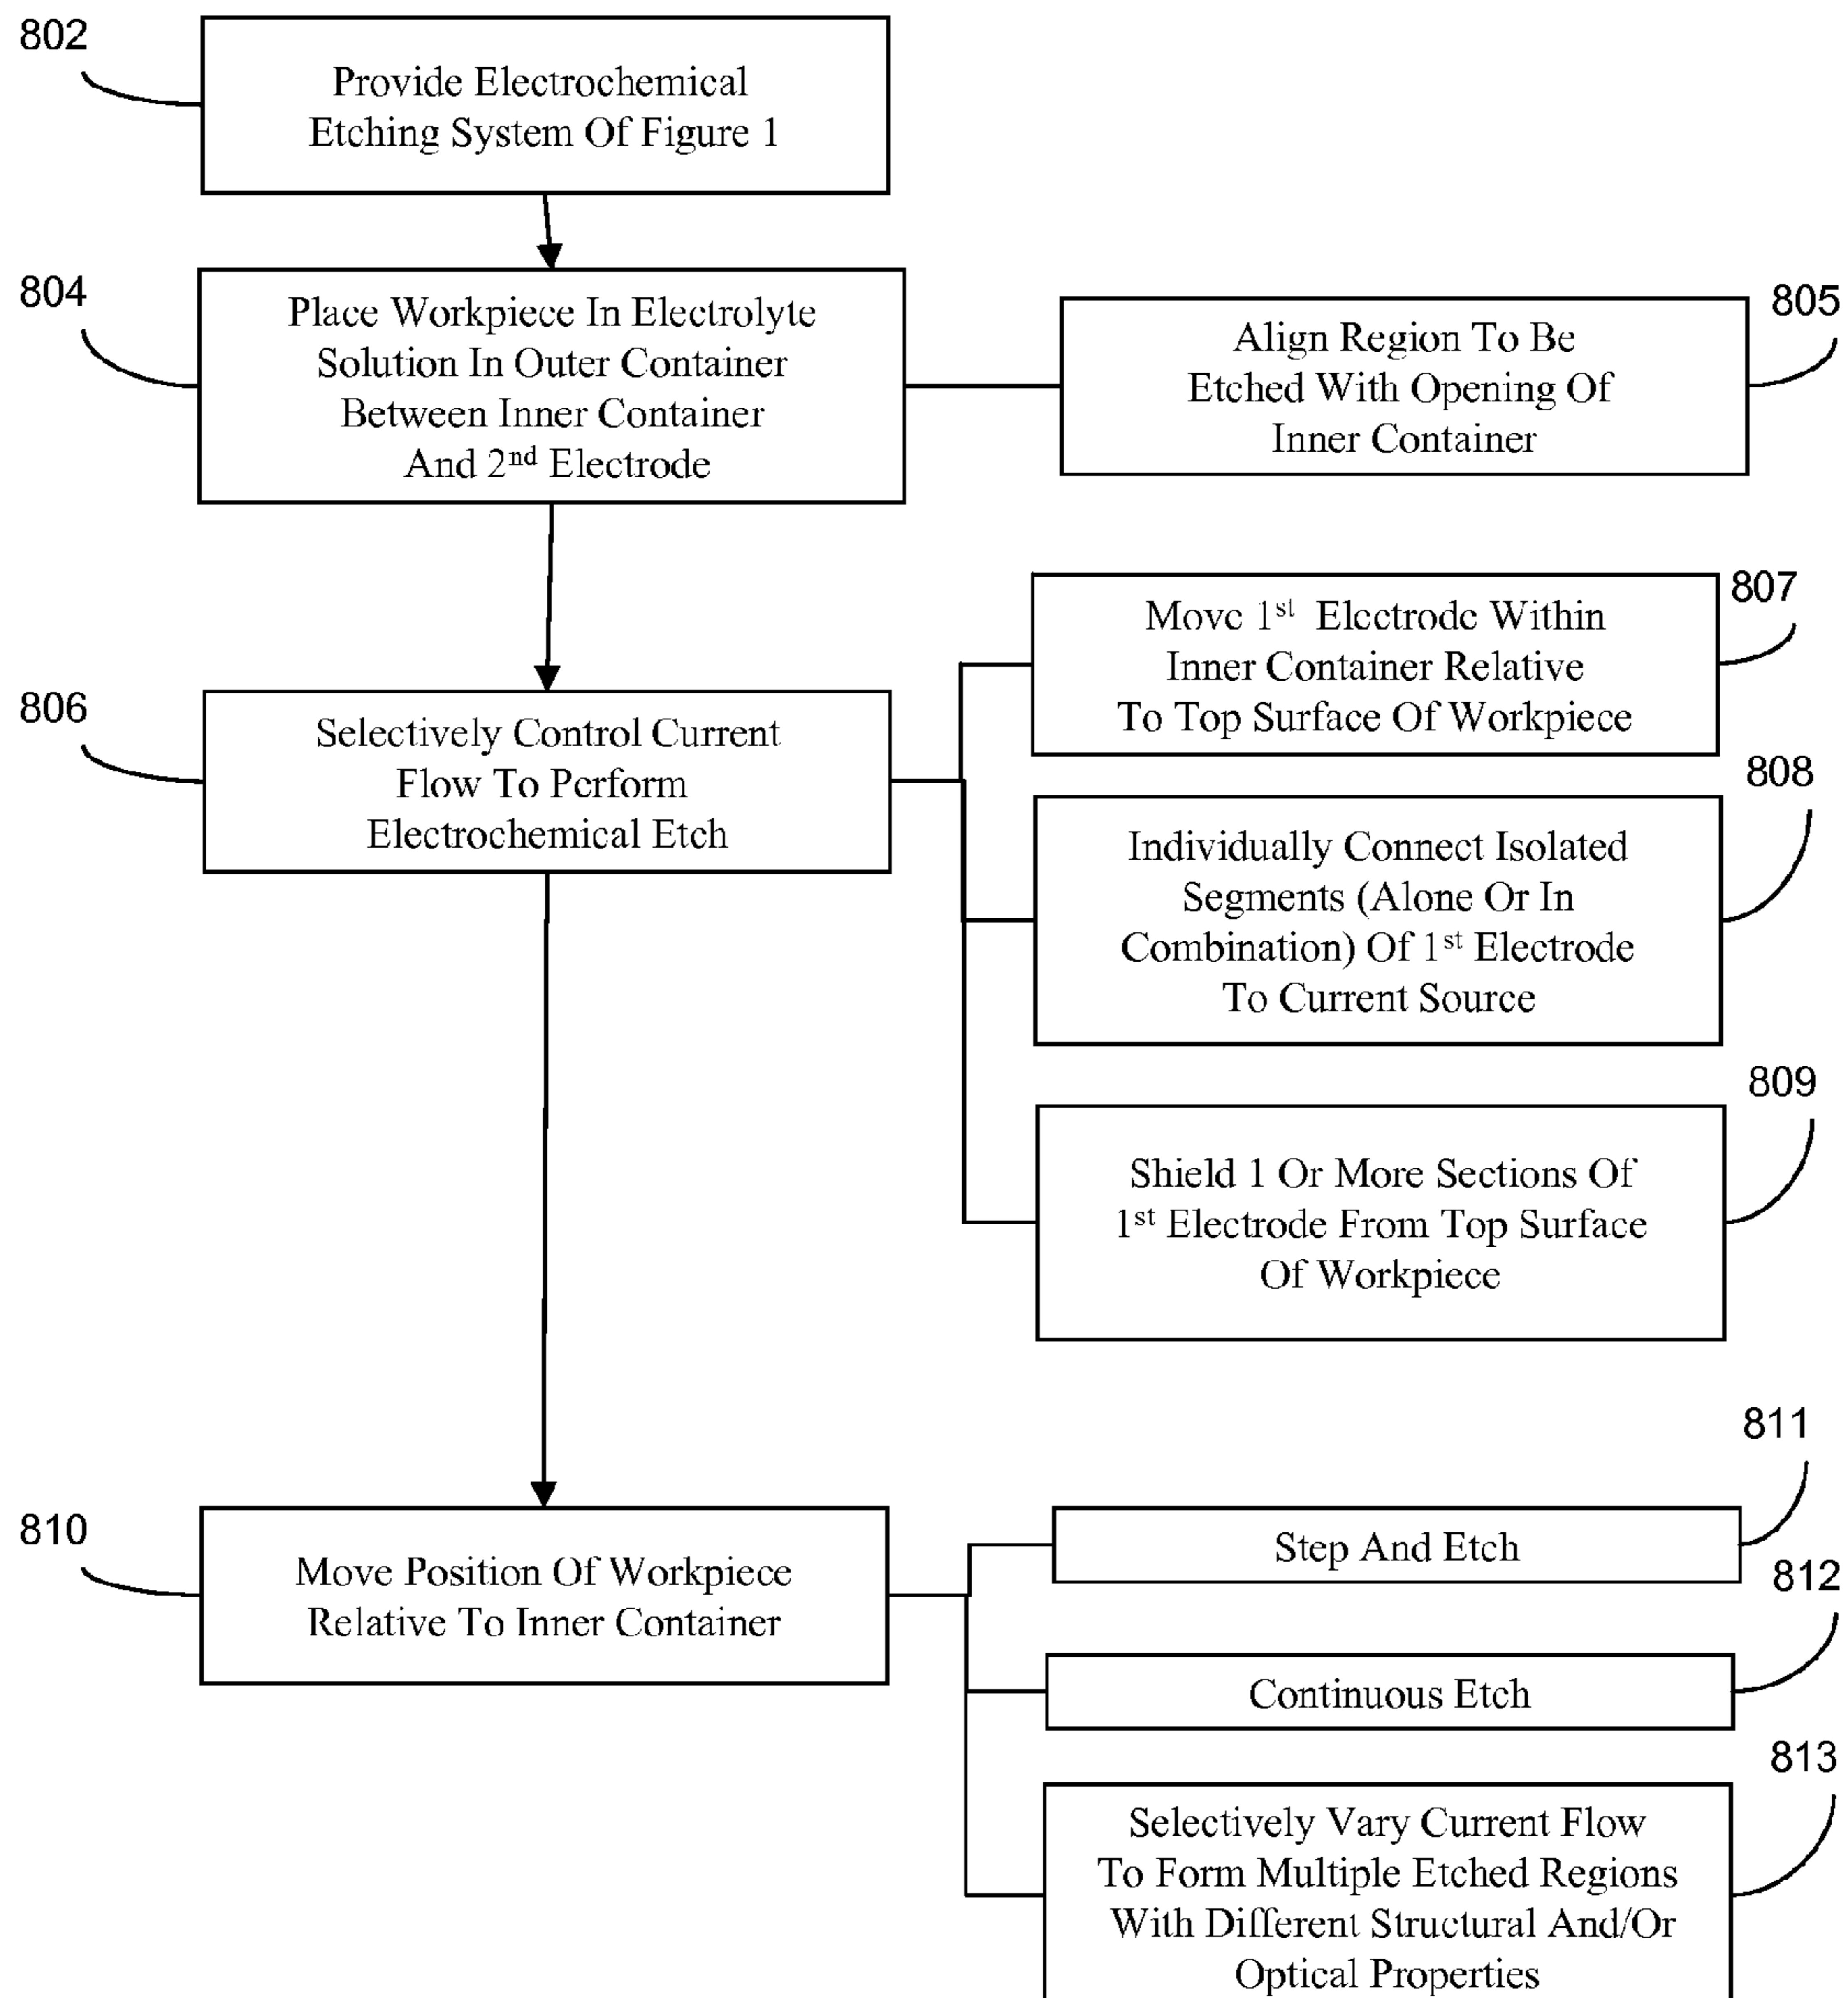 802
Provide Electrochemical
Etching System Of Figure 1
804
Place Workpiece In Electrolyte
Solution In Outer Container
Between Inner Container
And 2nd Electrode
805
Align Region To Be
Etched With Opening Of
Inner Container
806
Selectively Control Current
Flow To Perform
Electrochemical Etch
807
Move 1st Electrode Within
Inner Container Relative
To Top Surface Of Workpiece
808
Individually Connect Isolated
Segments (Alone Or In
Combination) Of 1st Electrode
To Current Source
809
Shield 1 Or More Sections Of
1st Electrode From Top Surface
Of Workpiece
810
Move Position Of Workpiece
Relative To Inner Container
811
Step And Etch
812
Continuous Etch
813
Selectively Vary Current Flow
To Form Multiple Etched Regions
With Different Structural And/Or
Optical Properties